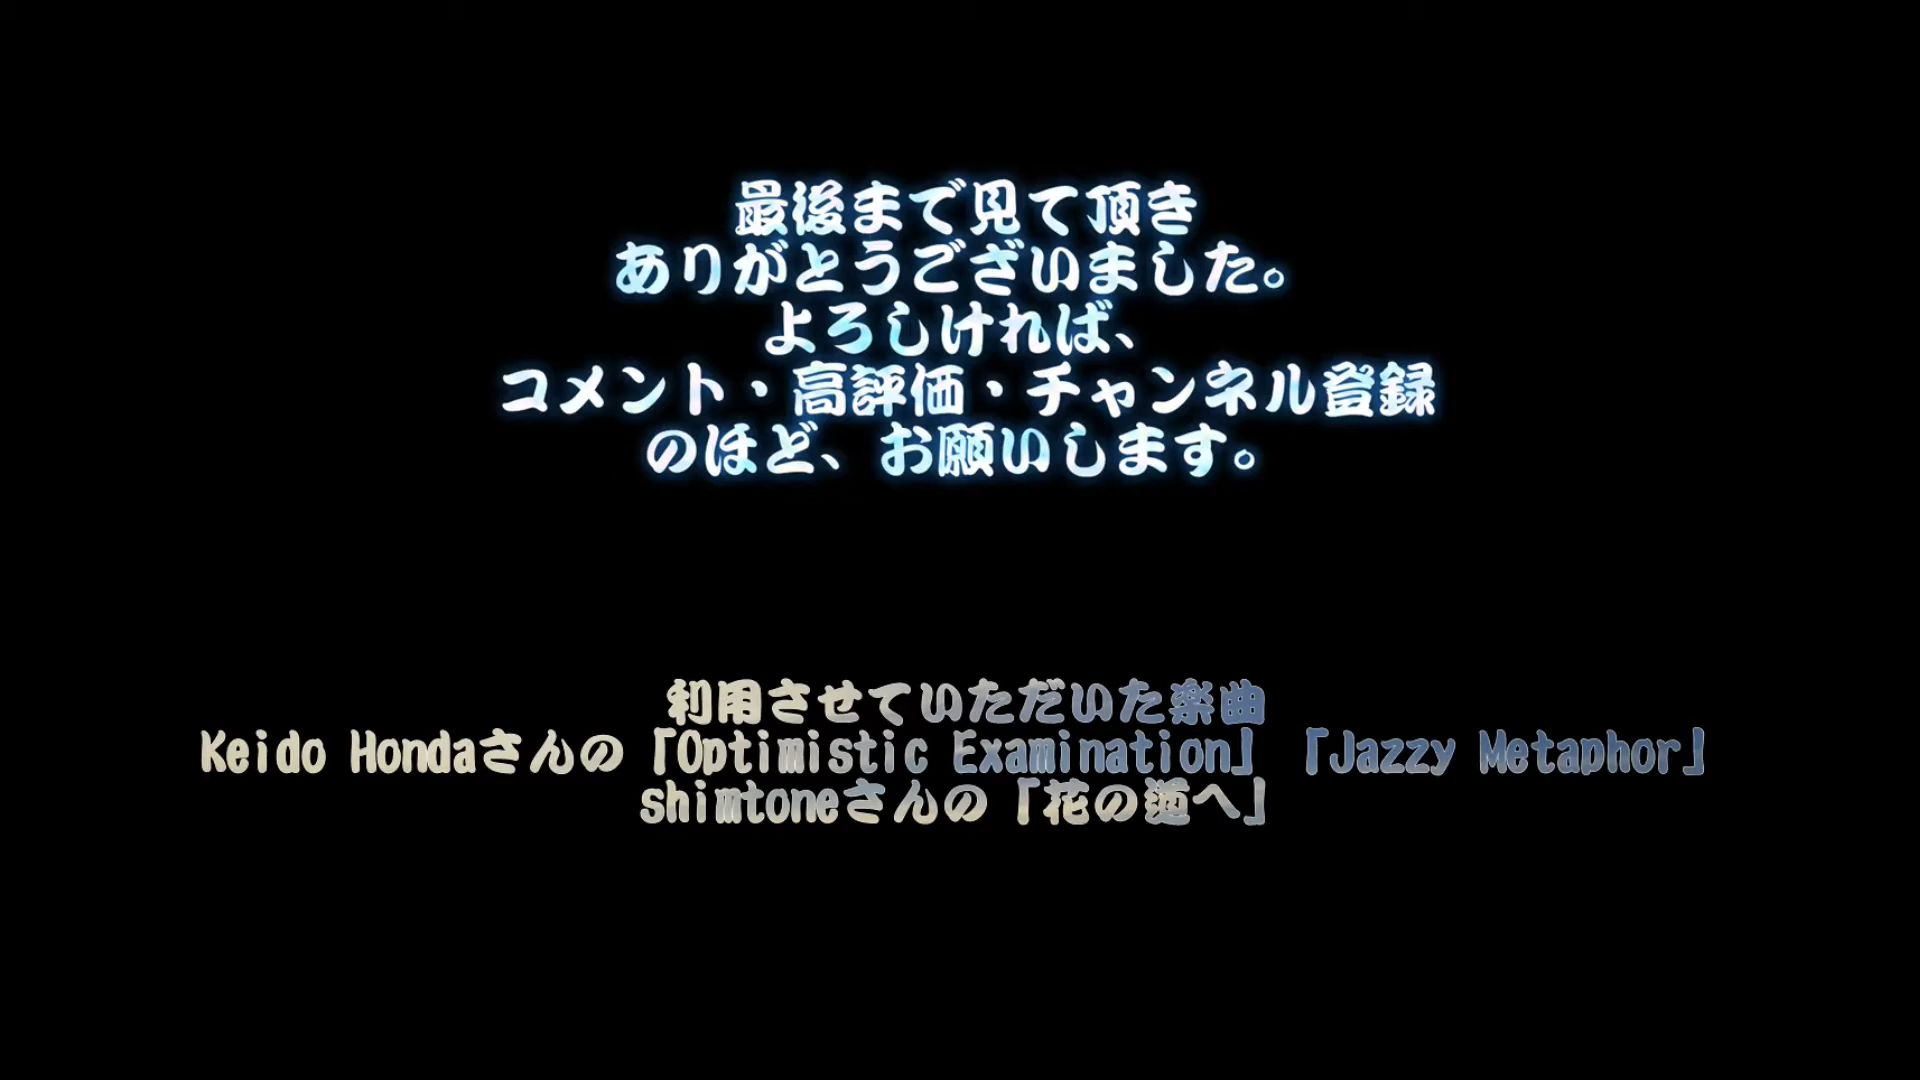 最後まで見て頂き
ありがとうございました。
よろしければ、
コメント・高評価・チャンネル登録
のほど、お願いします。
利用させていただいた楽曲
Keido Hondaさんの「Optimistic Examination」「Jazzy Metaphor」
shimtoneさんの「花の道へ」